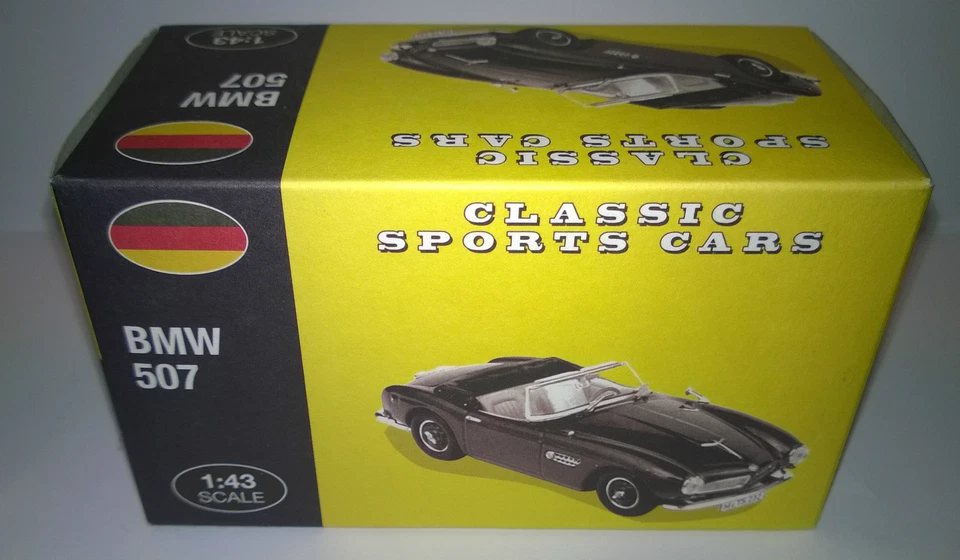 1:43
SCALE
BMW
507
CLASSIC
SPORTS CARS
CLASSIC
SPORTS CARS
BMW
507
1:43
SCALE